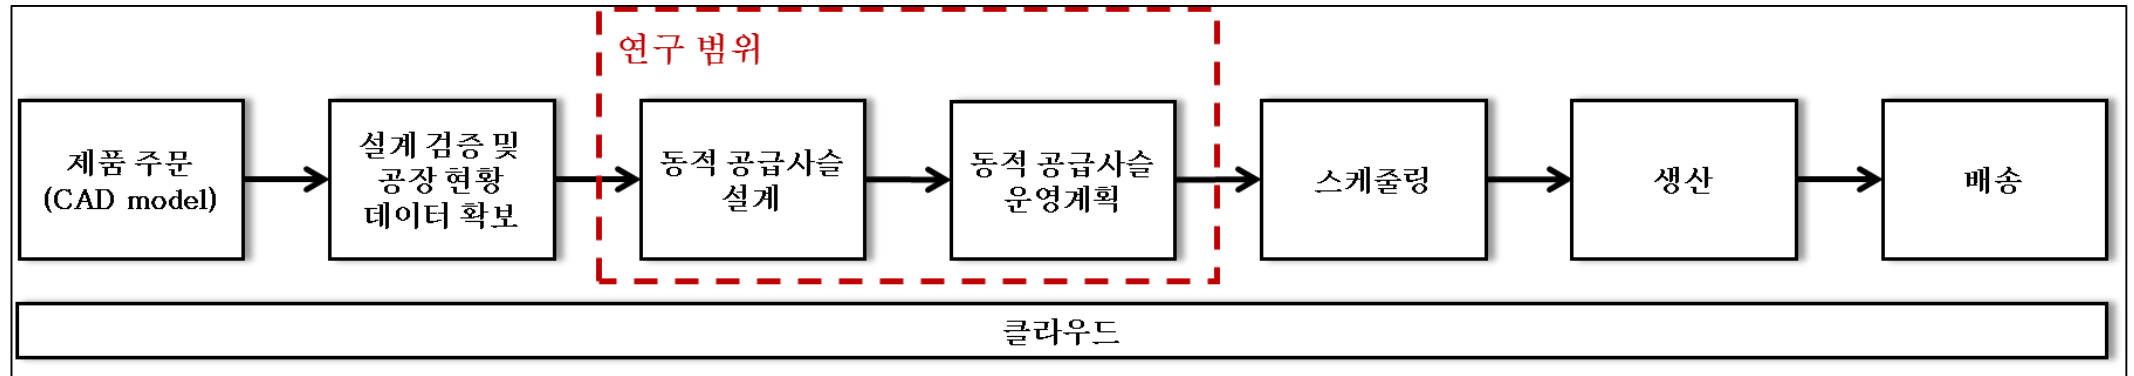 연구 범위
제품 주문
(CAD model)
설계 검증 및
공장 현황
데이터 확보
동적 공급사슬
설계
동적 공급사슬
운영계획
스케줄링
생산
배송
클라우드